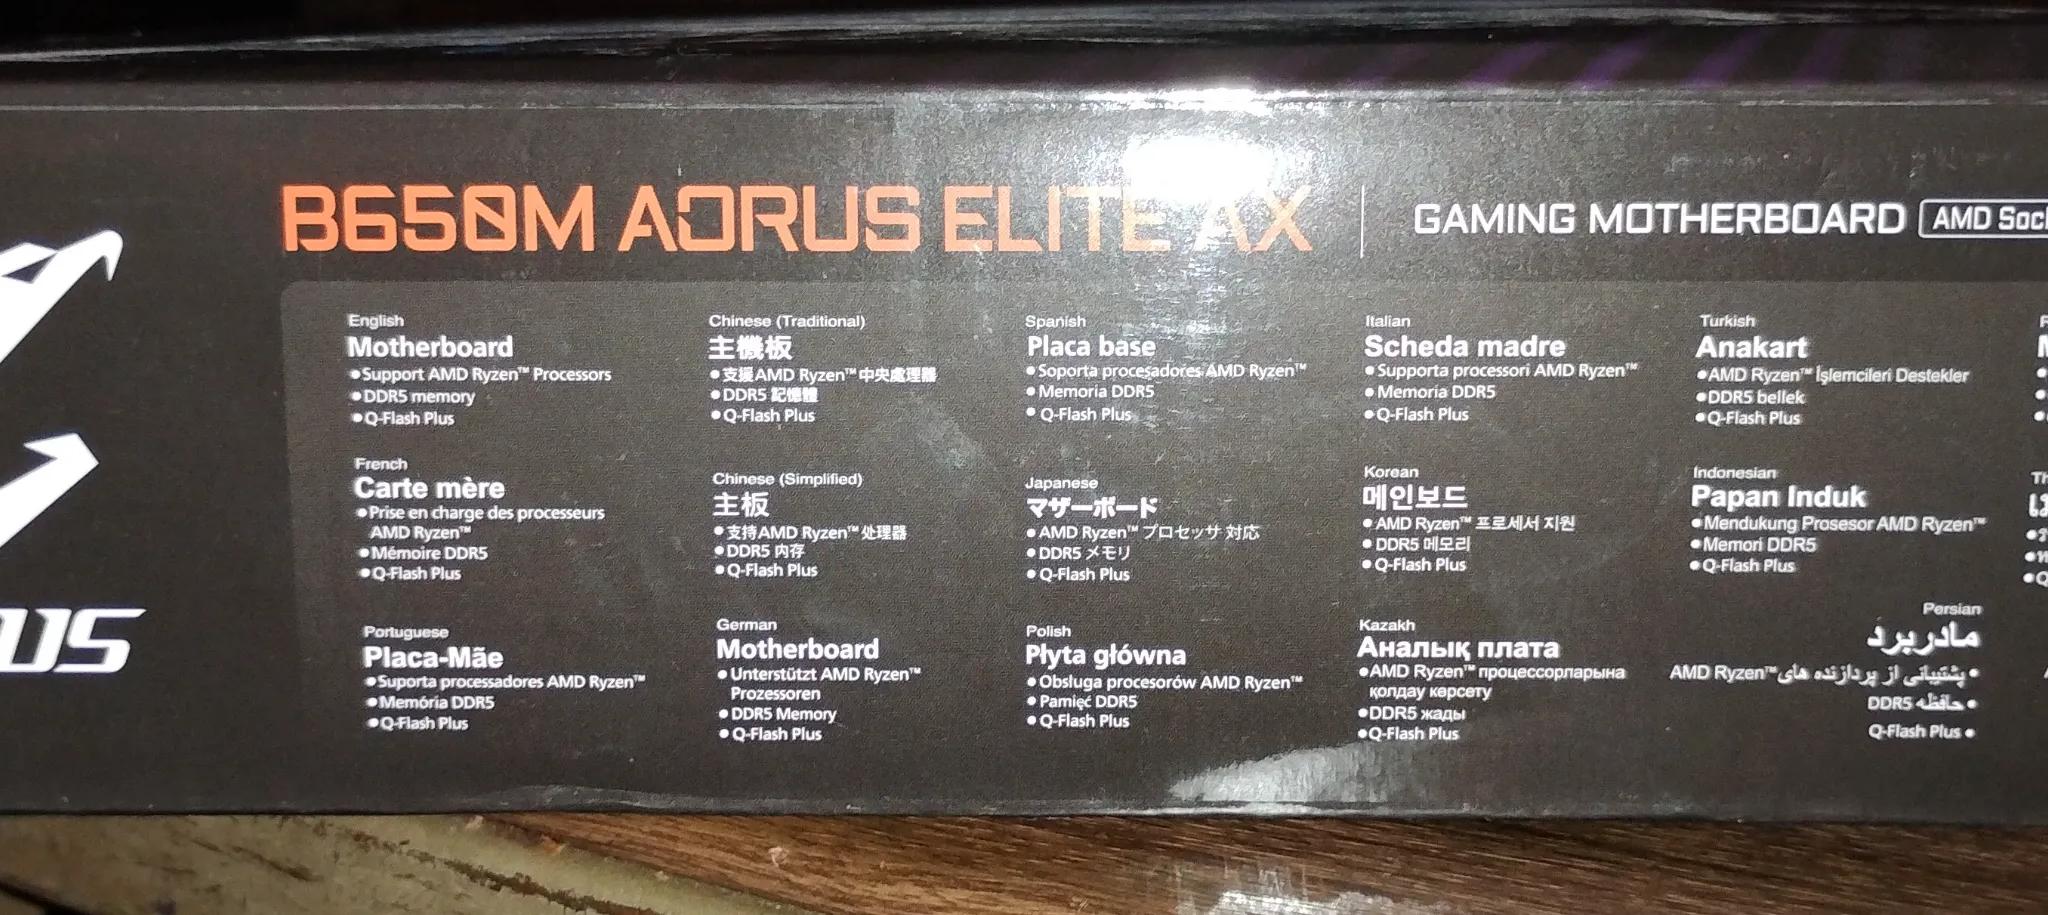 B650M AORUS ELITE AX
GAMING MOTHERBOARD
AMD
English
Motherboard
•Support AMD Ryzen™ Processors
•DDR5 memory
•Q-Flash Plus
Chinese (Traditional)
主機板
•支援AMD Ryzen™ 中央處理器
•DDR5 記憶體
•Q-Flash Plus
Spanish
Placa base
•Soporta procesadores AMD Ryzen™
•Memoria DDR5
•Q-Flash Plus
Italian
Scheda madre
•Supporta processori AMD Ryzen™
•Memoria DDR5
•Q-Flash Plus
Turkish
Anakart
•AMD Ryzen™ İşlemcileri Destekler
•DDR5 bellek
•Q-Flash Plus
French
Carte mère
•Prise en charge des processeurs
AMD Ryzen™
•Mémoire DDR5
•Q-Flash Plus
Chinese (Simplified)
主板
•支持AMD Ryzen™ 处理器
•DDR5 内存
•Q-Flash Plus
Japanese
マザーボード
•AMD Ryzen™ プロセッサ 対応
•DDR5 メモリ
•Q-Flash Plus
Korean
메인보드
•AMD Ryzen™ 프로세서 지원
•DDR5 메모리
•Q-Flash Plus
Indonesian
Papan Induk
•Mendukung Prosesor AMD Ryzen™
•Memori DDR5
•Q-Flash Plus
Portuguese
Placa-Mãe
•Suporta processadores AMD Ryzen™
•Memória DDR5
•Q-Flash Plus
German
Motherboard
•Unterstützt AMD Ryzen™
Prozessoren
•DDR5 Memory
•Q-Flash Plus
Polish
Płyta główna
•Obsługa procesorów AMD Ryzen™
•Pamięć DDR5
•Q-Flash Plus
Kazakh
Аналық плата
•AMD Ryzen™ процессорларына
қолдау көрсету
•DDR5 жады
•Q-Flash Plus
Persian
مادربرد
•پشتیبانی از پردازنده های AMD Ryzen™
•حافظه DDR5
•Q-Flash Plus